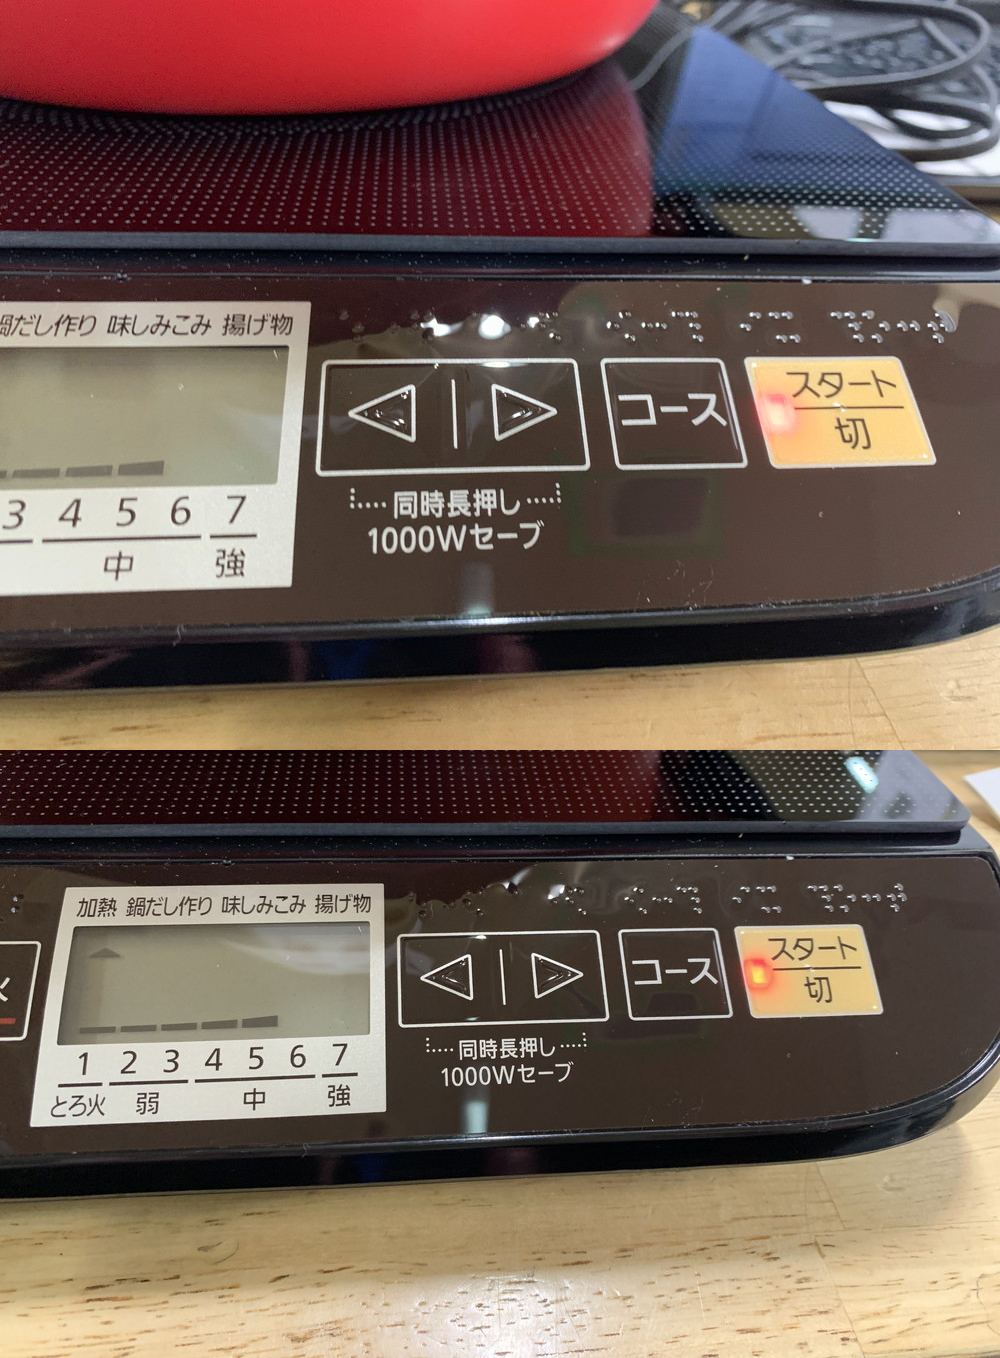 鍋だし作り 味しみこみ 揚げ物
3 4 5 6 7
中 強
同時長押し
1000Wセーブ
コース
スタート
切
加熱 鍋だし作り 味しみこみ 揚げ物
1 2 3 4 5 6 7
とろ火 弱 中 強
同時長押し
1000Wセーブ
コース
スタート
切
火